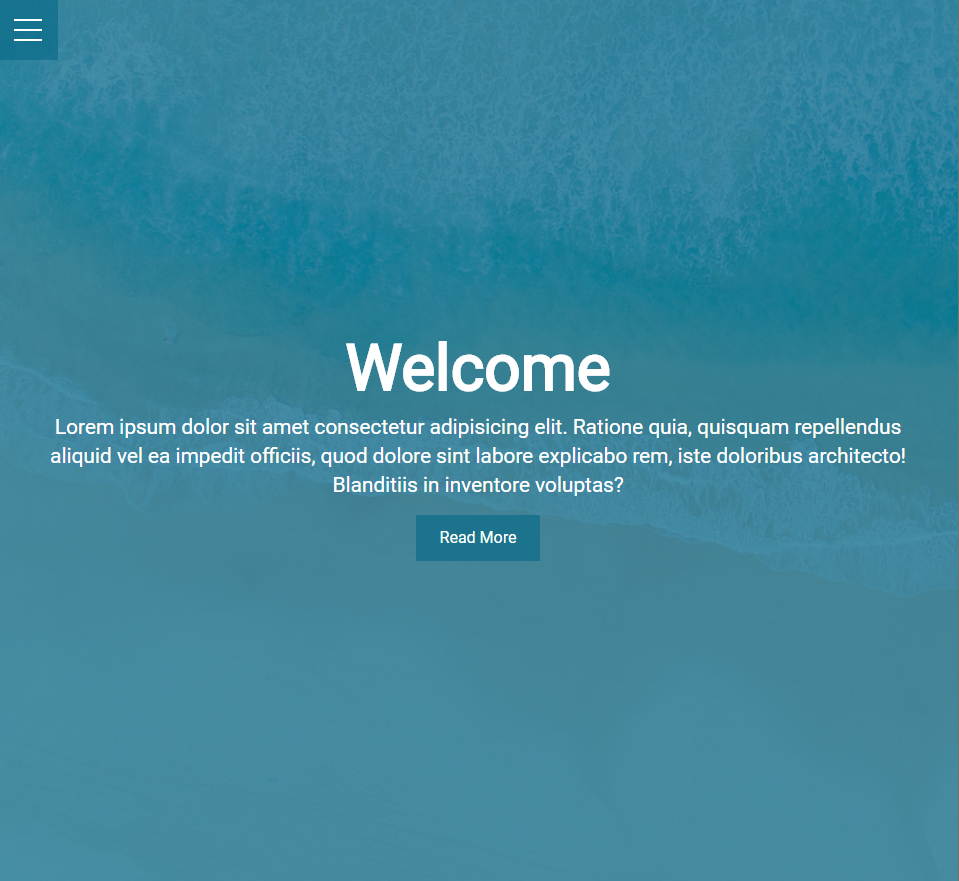 Welcome
Lorem ipsum dolor sit amet consectetur adipisicing elit. Ratione quia, quisquam repellendus
aliquid vel ea impedit officiis, quod dolore sint labore explicabo rem, iste doloribus architecto!
Blanditiis in inventore voluptas?
Read More